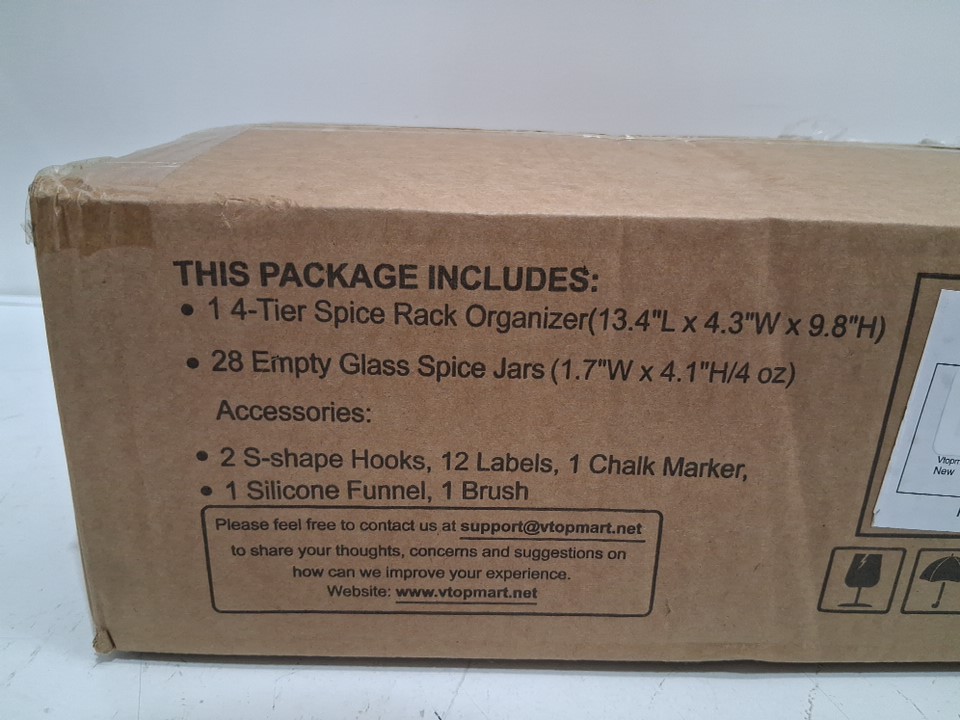 THIS PACKAGE INCLUDES:
• 1 4-Tier Spice Rack Organizer(13.4"L x 4.3"W x 9.8"H)
• 28 Empty Glass Spice Jars (1.7"W x 4.1"H/4 oz)
Accessories:
• 2 S-shape Hooks, 12 Labels, 1 Chalk Marker,
• 1 Silicone Funnel, 1 Brush
Please feel free to contact us at support@vtopmart.net
to share your thoughts, concerns and suggestions on
how can we improve your experience.
Website: www.vtopmart.net
New